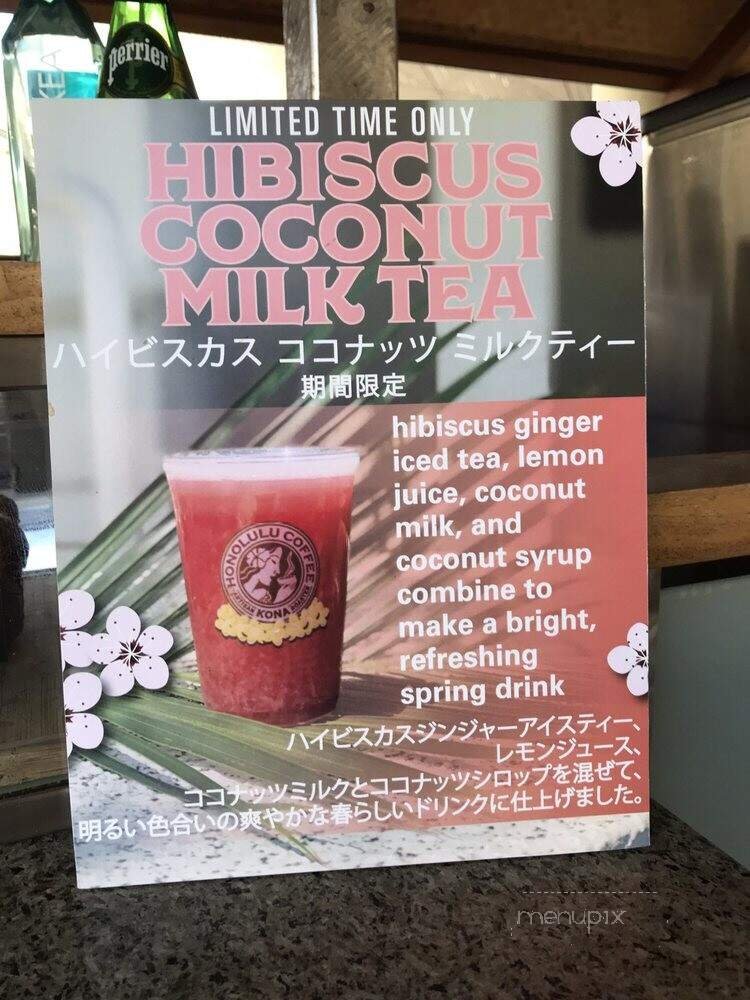 KEA
perrier
LIMITED TIME ONLY
HIBISCUS
COCONUT
MILK TEA
ハイビスカス ココナッツ ミルクティー
期間限定
hibiscus ginger
iced tea, lemon
juice, coconut
milk, and
coconut syrup
combine to
make a bright,
refreshing
spring drink
HONOLULU COFFEE
KONA
ハイビスカスジンジャーアイスティー、
レモンジュース、
ココナッツミルクとココナッツシロップを混ぜて、
明るい色合いの爽やかな春らしいドリンクに仕上げました。
menupix